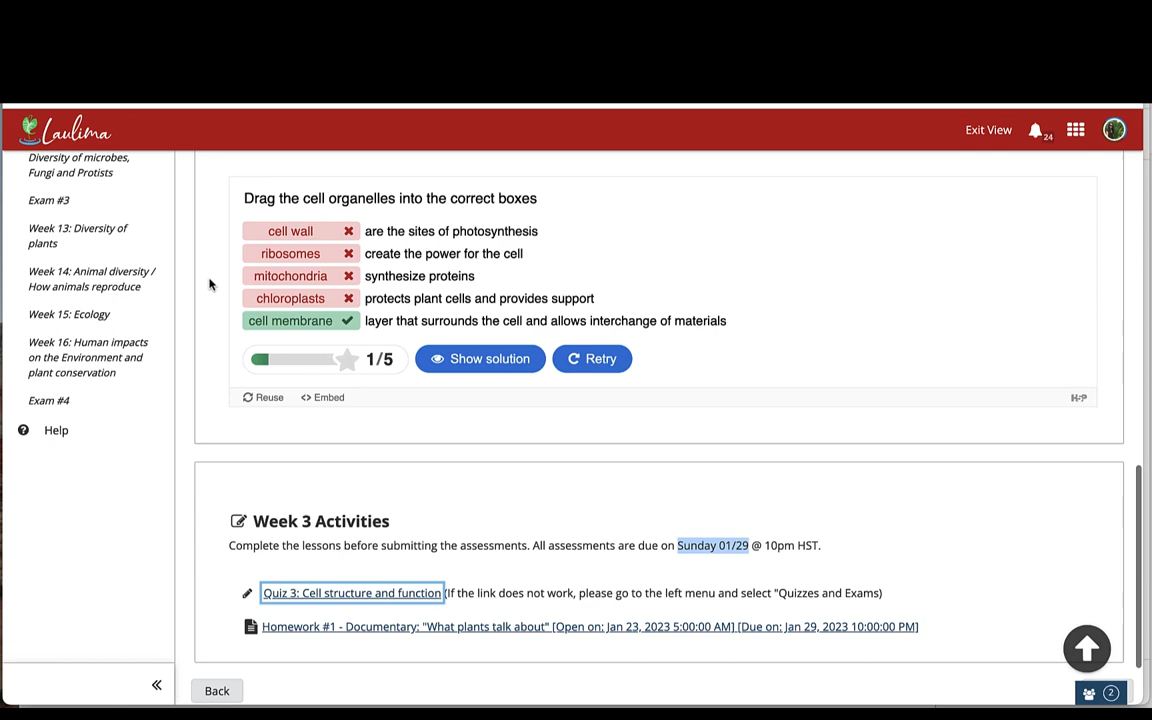 Laulima
Exit View
24
Diversity of microbes,
Fungi and Protists
Exam #3
Week 13: Diversity of
plants
Week 14: Animal diversity /
How animals reproduce
Week 15: Ecology
Week 16: Human impacts
on the Environment and
plant conservation
Exam #4
Help
Drag the cell organelles into the correct boxes
cell wall are the sites of photosynthesis
ribosomes create the power for the cell
mitochondria synthesize proteins
chloroplasts protects plant cells and provides support
cell membrane layer that surrounds the cell and allows interchange of materials
1/5 Show solution Retry
Reuse <> Embed H5P
Week 3 Activities
Complete the lessons before submitting the assessments. All assessments are due on Sunday 01/29 @ 10pm HST.
Quiz 3: Cell structure and function (If the link does not work, please go to the left menu and select "Quizzes and Exams)
Homework #1 - Documentary: "What plants talk about" [Open on: Jan 23, 2023 5:00:00 AM] [Due on: Jan 29, 2023 10:00:00 PM]
Back
2